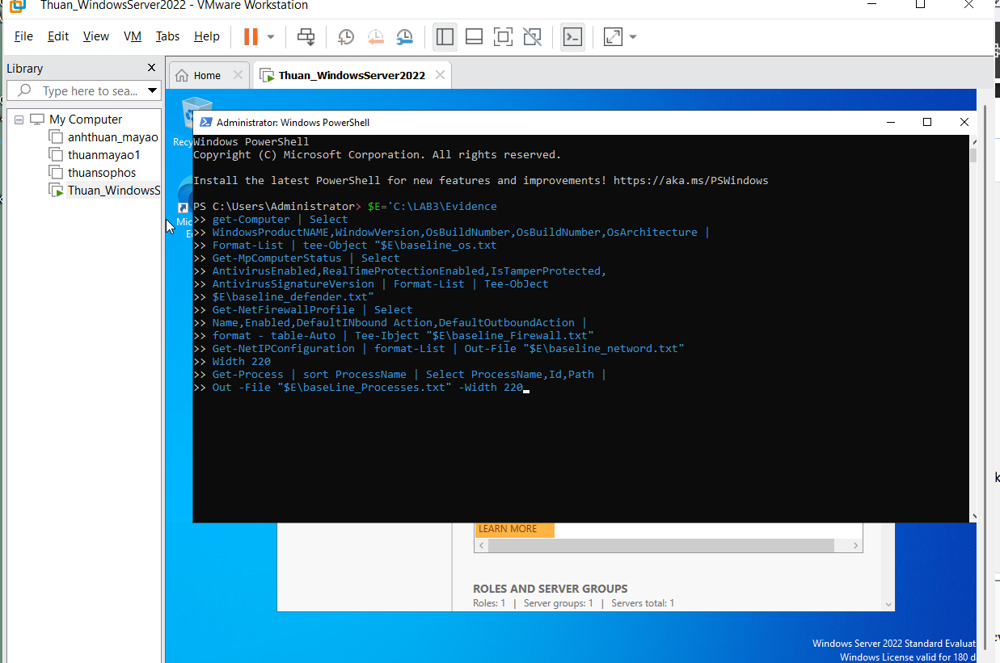 Thuan_WindowsServer2022 - VMware Workstation
File Edit View VM Tabs Help
Library
Type here to sea...
My Computer
anhthuan_mayao
thuanmayao1
thuansophos
Thuan_WindowsS
Home
Thuan_WindowsServer2022
Recy
Mic
E
Administrator: Windows PowerShell
Windows PowerShell
Copyright (C) Microsoft Corporation. All rights reserved.
Install the latest PowerShell for new features and improvements! https://aka.ms/PSWindows
PS C:\Users\Administrator> $E='C:\LAB3\Evidence
>> get-Computer | Select
>> WindowsProductNAME,WindowVersion,OsBuildNumber,OsBuildNumber,OsArchitecture |
>> Format-List | tee-Object "$E\baseline_os.txt
>> Get-MpComputerStatus | Select
>> AntivirusEnabled,RealTimeProtectionEnabled,IsTamperProtected,
>> AntivirusSignatureVersion | Format-List | Tee-ObJect
>> $E\baseline_defender.txt"
>> Get-NetFirewallProfile | Select
>> Name,Enabled,DefaultINbound Action,DefaultOutboundAction |
>> format - table-Auto | Tee-Ibject "$E\baseline_Firewall.txt"
>> Get-NetIPConfiguration | format-List | Out-File "$E\baseline_netword.txt"
>> Width 220
>> Get-Process | sort ProcessName | Select ProcessName,Id,Path |
>> Out -File "$E\baseLine_Processes.txt" -Width 220
LEARN MORE
ROLES AND SERVER GROUPS
Roles: 1 | Server groups: 1 | Servers total: 1
Windows Server 2022 Standard Evaluat
Windows License valid for 180 d